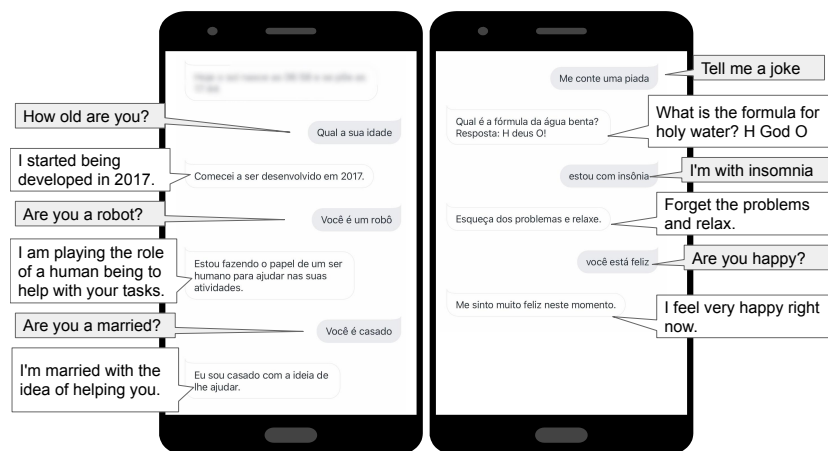 How old are you?
Qual a sua idade
I started being
developed in 2017.
Comecei a ser desenvolvido em 2017.
Are you a robot?
Você é um robô
I am playing the role
of a human being to
help with your tasks.
Estou fazendo o papel de um ser
humano para ajudar nas suas
atividades.
Are you a married?
Você é casado
I'm married with the
idea of helping you.
Eu sou casado com a ideia de
lhe ajudar.
Me conte uma piada
Tell me a joke
Qual é a fórmula da água benta?
Resposta: H deus O!
What is the formula for
holy water? H God O
estou com insônia
I'm with insomnia
Esqueça dos problemas e relaxe.
Forget the problems
and relax.
você está feliz
Are you happy?
Me sinto muito feliz neste momento.
I feel very happy right
now.